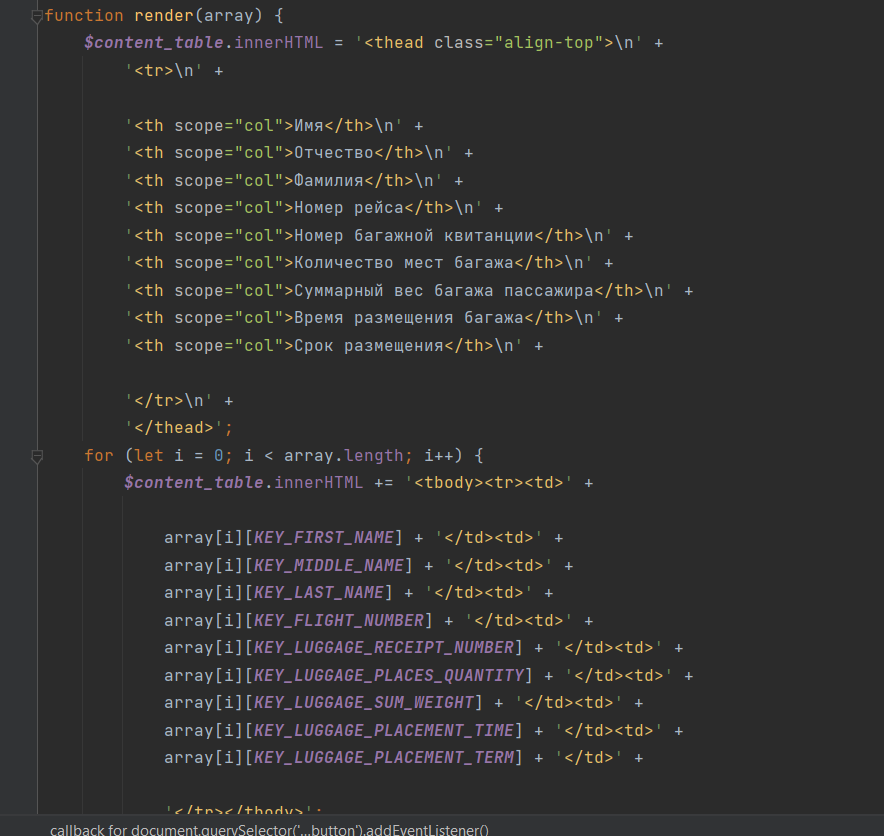 function render(array) {
$content_table.innerHTML = '<thead class="align-top">\n' +
'<tr>\n' +
'<th scope="col">Имя</th>\n' +
'<th scope="col">Отчество</th>\n' +
'<th scope="col">Фамилия</th>\n' +
'<th scope="col">Номер рейса</th>\n' +
'<th scope="col">Номер багажной квитанции</th>\n' +
'<th scope="col">Количество мест багажа</th>\n' +
'<th scope="col">Суммарный вес багажа пассажира</th>\n' +
'<th scope="col">Время размещения багажа</th>\n' +
'<th scope="col">Срок размещения</th>\n' +
'</tr>\n' +
'</thead>';
for (let i = 0; i < array.length; i++) {
$content_table.innerHTML += '<tbody><tr><td>' +
array[i][KEY_FIRST_NAME] + '</td><td>' +
array[i][KEY_MIDDLE_NAME] + '</td><td>' +
array[i][KEY_LAST_NAME] + '</td><td>' +
array[i][KEY_FLIGHT_NUMBER] + '</td><td>' +
array[i][KEY_LUGGAGE_RECEIPT_NUMBER] + '</td><td>' +
array[i][KEY_LUGGAGE_PLACES_QUANTITY] + '</td><td>' +
array[i][KEY_LUGGAGE_SUM_WEIGHT] + '</td><td>' +
array[i][KEY_LUGGAGE_PLACEMENT_TIME] + '</td><td>' +
array[i][KEY_LUGGAGE_PLACEMENT_TERM] + '</td>' +
'</tr></tbody>';
callback for document.querySelector('...button').addEventListener()